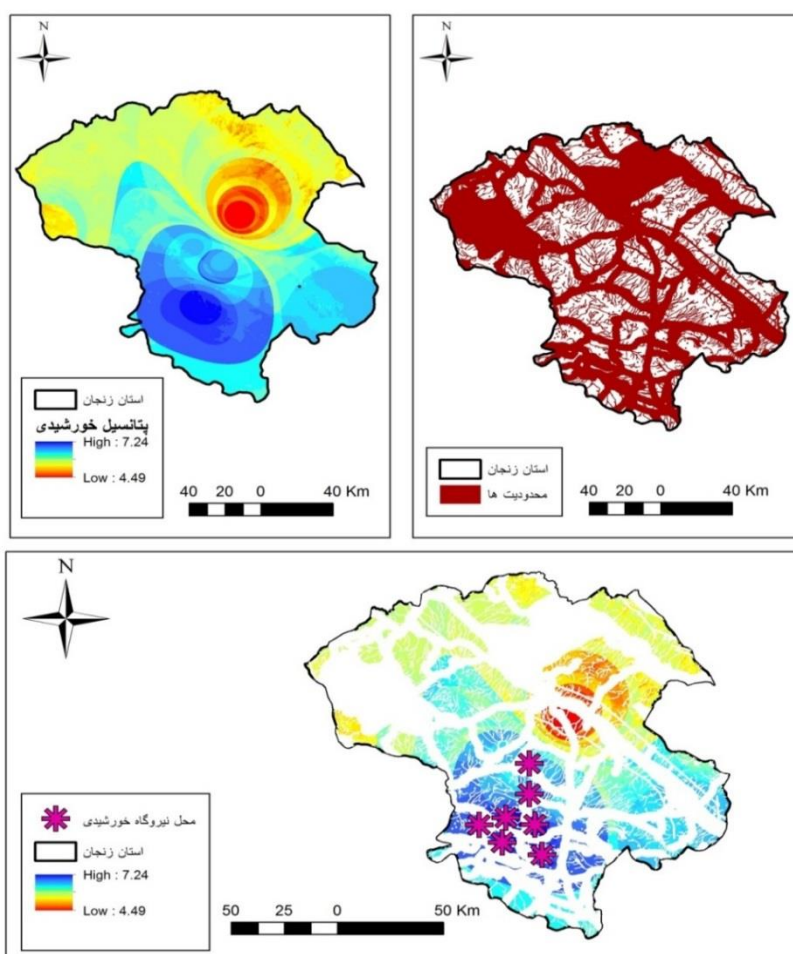 N
استان زنجان
پتانسیل خورشیدی
High : 7.24
Low : 4.49
40 20 0 40 Km
N
استان زنجان
محدودیت ها
40 20 0 40 Km
N
محل نیروگاه خورشیدی
استان زنجان
High : 7.24
Low : 4.49
50 25 0 50 Km